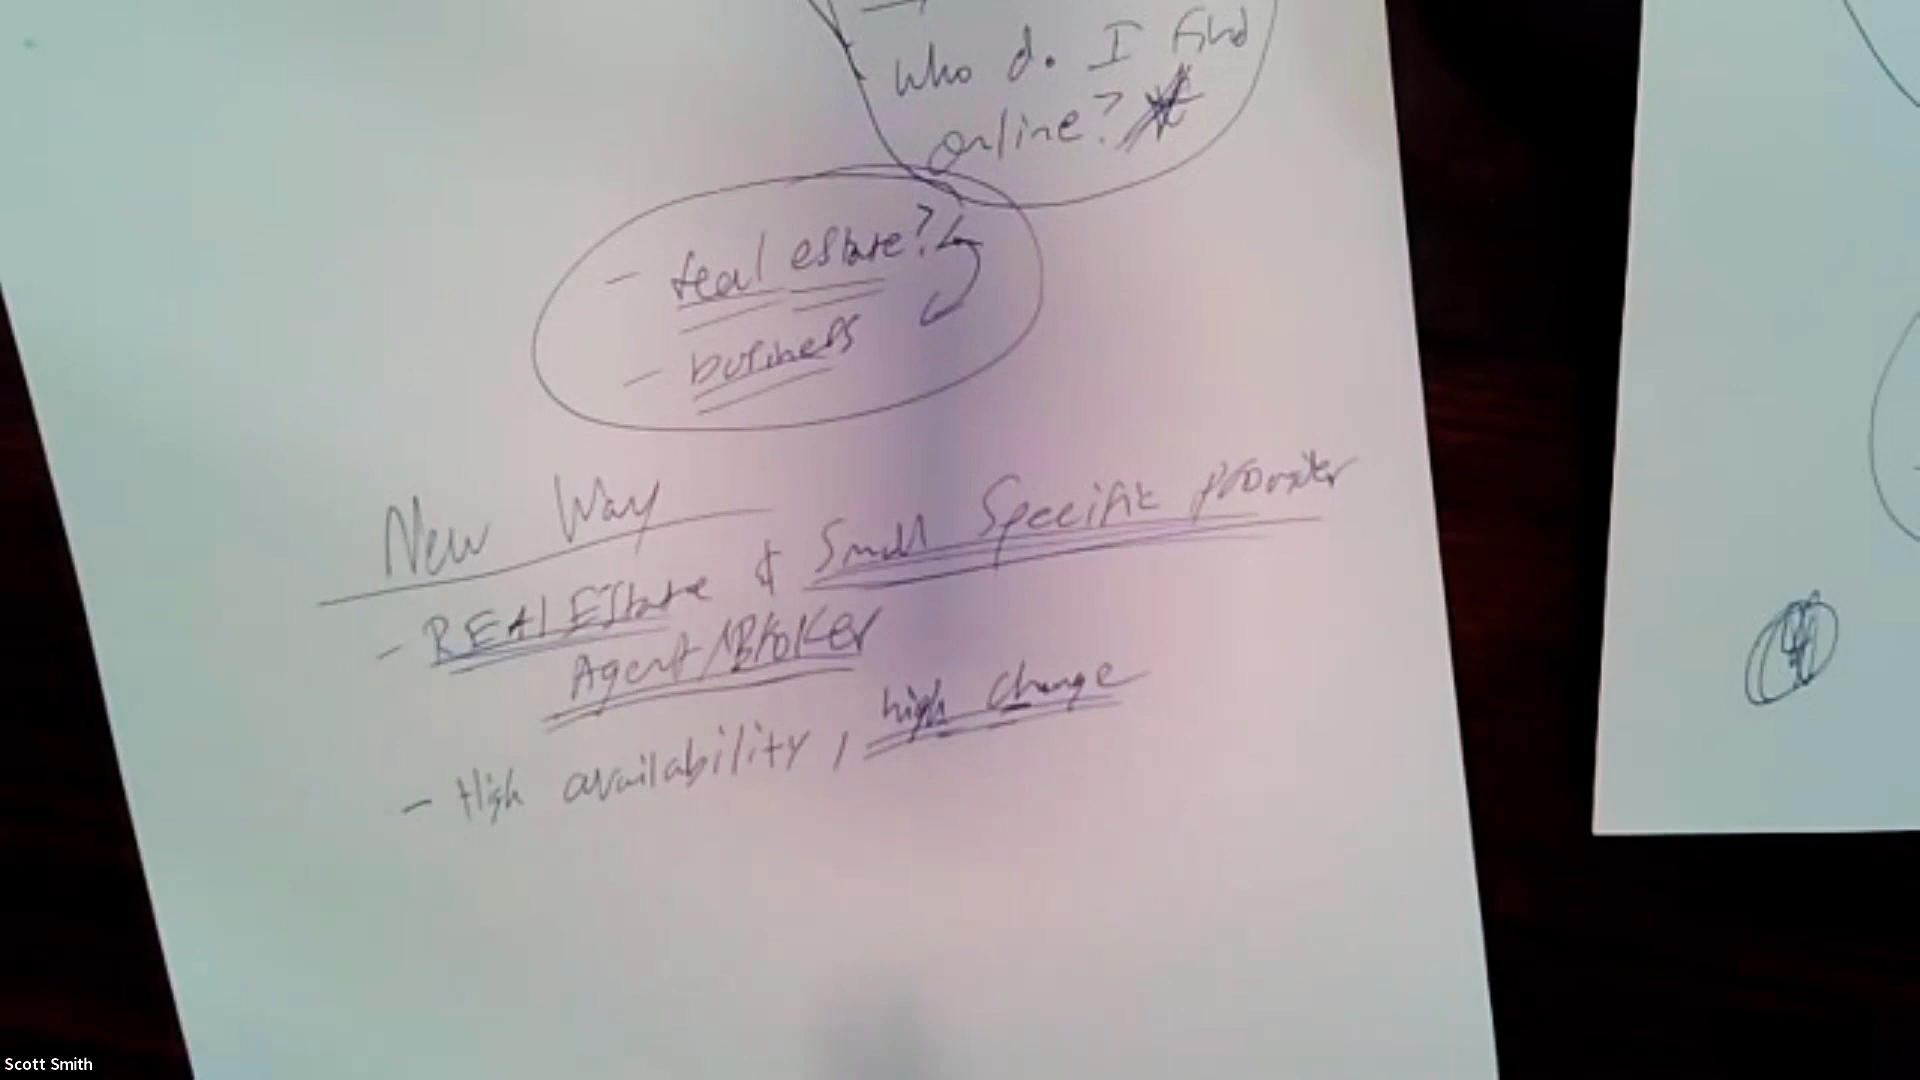 who do I find
online?
- real estate?
- business
New Way
- REAl EState & Small Specific provider
Agent/Broker
- High availability, high change
Scott Smith